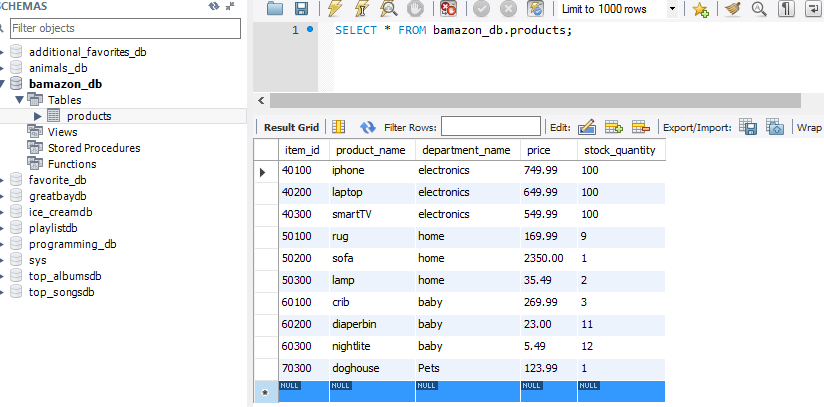 SCHEMAS
Filter objects
additional_favorites_db
animals_db
bamazon_db
Tables
products
Views
Stored Procedures
Functions
favorite_db
greatbaydb
ice_creamdb
playlistdb
programming_db
sys
top_albumsdb
top_songsdb
Limit to 1000 rows
1 SELECT * FROM bamazon_db.products;
Result Grid Filter Rows: Edit: Export/Import: Wrap
item_id product_name department_name price stock_quantity
40100 iphone electronics 749.99 100
40200 laptop electronics 649.99 100
40300 smartTV electronics 549.99 100
50100 rug home 169.99 9
50200 sofa home 2350.00 1
50300 lamp home 35.49 2
60100 crib baby 269.99 3
60200 diaperbin baby 23.00 11
60300 nightlite baby 5.49 12
70300 doghouse Pets 123.99 1
NULL NULL NULL NULL NULL